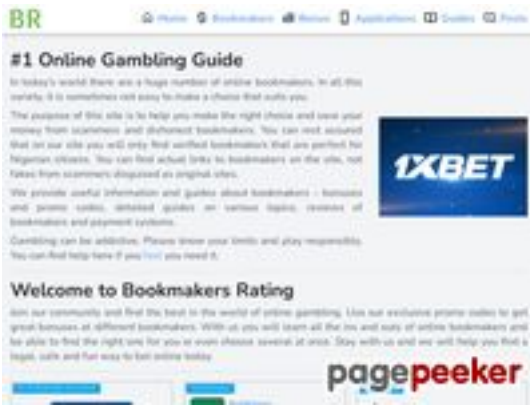 BR
Home Bookmakers Bonus Applications Guides Posts
#1 Online Gambling Guide
In today's world there are a huge number of online bookmakers. In all this
variety, it is sometimes not easy to make a choice that suits you.
The purpose of this site is to help you make the right choice and save your
money from scammers and dishonest bookmakers. You can rest assured
that on our site you will only find verified bookmakers that are perfect for
Nigerian citizens. You can find actual links to bookmakers on the site, not
fakes from scammers disguised as original sites.
1XBET
We provide useful information and guides about bookmakers - bonuses
and promo codes, detailed guides on various topics, reviews of
bookmakers and payment systems.
Gambling can be addictive. Please know your limits and play responsibly.
You can find help here if you feel you need it.
Welcome to Bookmakers Rating
Join our community and find the best in the world of online gambling. Use our exclusive promo codes to get
great bonuses at different bookmakers. With us you will learn all the ins and outs of online bookmakers and
be able to find the right one for you or even choose several at once. Stay with us and we will help you find a
legal, safe and fun way to bet online today.
pagepeeker